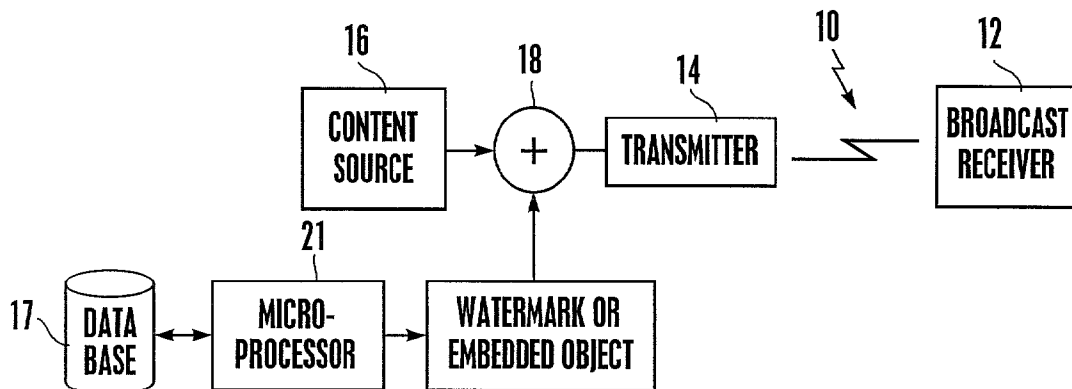 16
18
14
10
12
CONTENT
SOURCE
+
TRANSMITTER
BROADCAST
RECEIVER
21
17
DATA
BASE
MICRO-
PROCESSOR
WATERMARK OR
EMBEDDED OBJECT